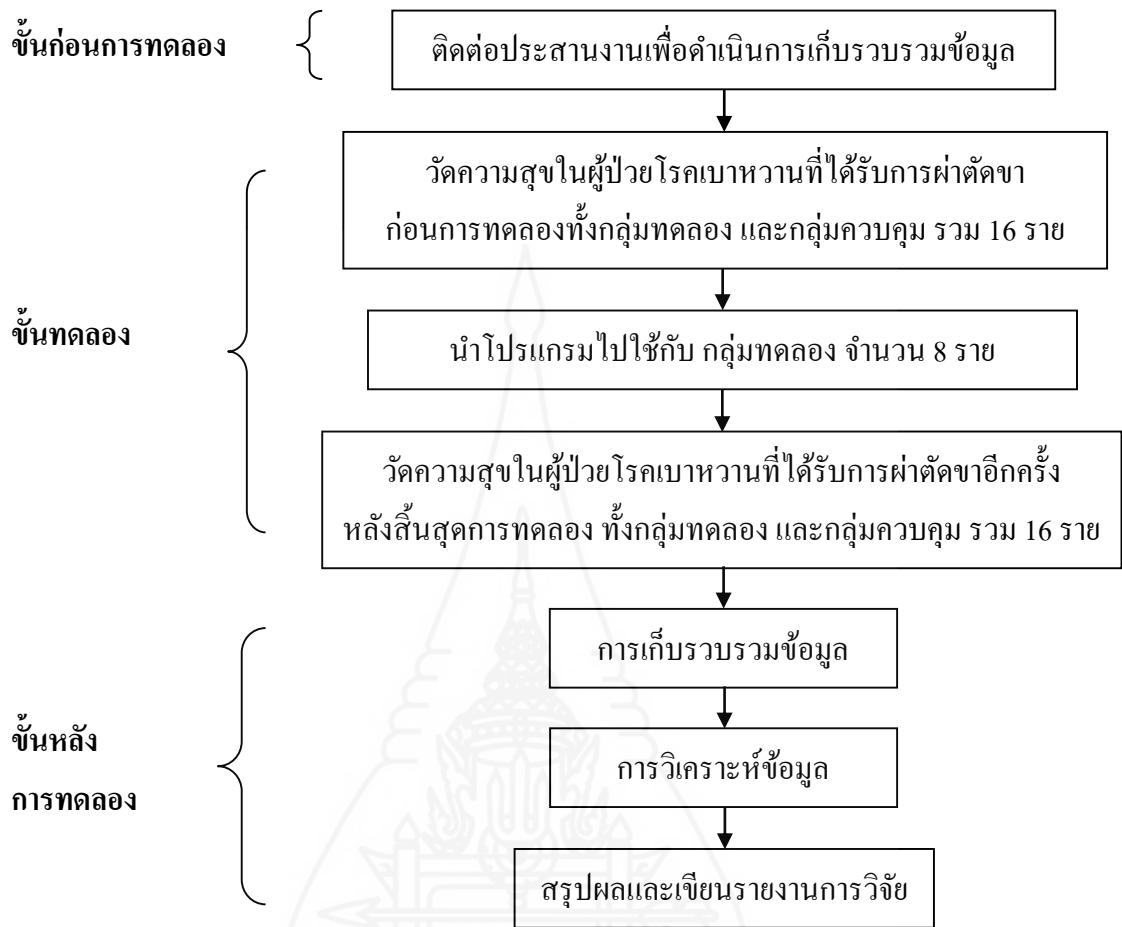 ขั้นก่อนการทดลอง
ติดต่อประสานงานเพื่อดำเนินการเก็บรวบรวมข้อมูล
วัดความสุขในผู้ป่วยโรคเบาหวานที่ได้รับการผ่าตัดขา
ก่อนการทดลองทั้งกลุ่มทดลอง และกลุ่มควบคุม รวม 16 ราย
ขั้นทดลอง
นำโปรแกรมไปใช้กับ กลุ่มทดลอง จำนวน 8 ราย
วัดความสุขในผู้ป่วยโรคเบาหวานที่ได้รับการผ่าตัดขาอีกครั้ง
หลังสิ้นสุดการทดลอง ทั้งกลุ่มทดลอง และกลุ่มควบคุม รวม 16 ราย
การเก็บรวบรวมข้อมูล
ขั้นหลัง
การทดลอง
การวิเคราะห์ข้อมูล
สรุปผลและเขียนรายงานการวิจัย